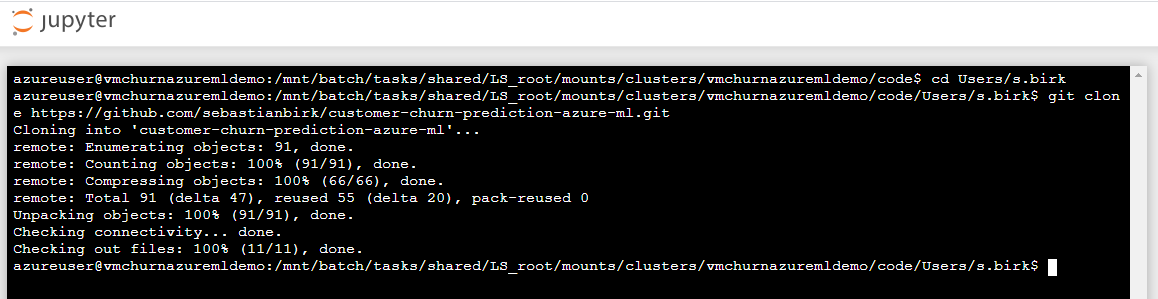 jupyter
azureuser@vmchurnazuremldemo:/mnt/batch/tasks/shared/LS_root/mounts/clusters/vmchurnazuremldemo/code$ cd Users/s.birk
azureuser@vmchurnazuremldemo:/mnt/batch/tasks/shared/LS_root/mounts/clusters/vmchurnazuremldemo/code/Users/s.birk$ git clon
e https://github.com/sebastianbirk/customer-churn-prediction-azure-ml.git
Cloning into 'customer-churn-prediction-azure-ml'...
remote: Enumerating objects: 91, done.
remote: Counting objects: 100% (91/91), done.
remote: Compressing objects: 100% (66/66), done.
remote: Total 91 (delta 47), reused 55 (delta 20), pack-reused 0
Unpacking objects: 100% (91/91), done.
Checking connectivity... done.
Checking out files: 100% (11/11), done.
azureuser@vmchurnazuremldemo:/mnt/batch/tasks/shared/LS_root/mounts/clusters/vmchurnazuremldemo/code/Users/s.birk$